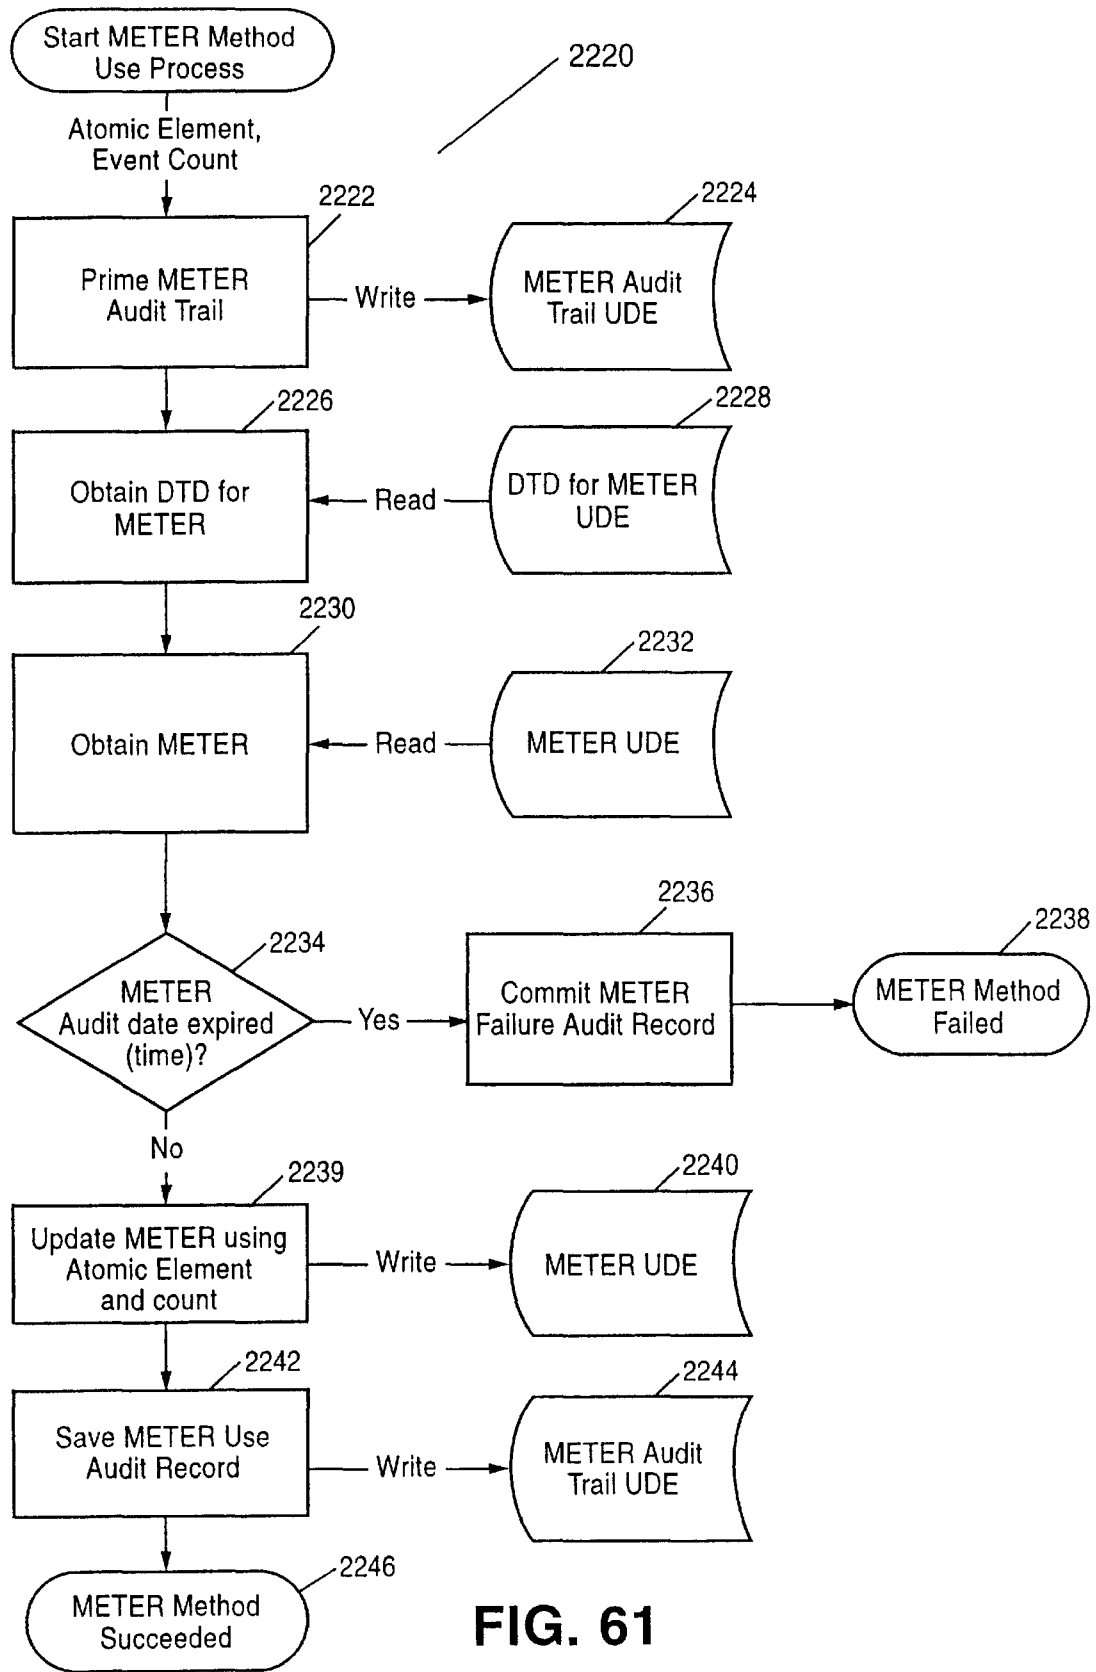 Start METER Method
Use Process
2220
Atomic Element,
Event Count
2222
2224
Prime METER
Audit Trail
Write
METER Audit
Trail UDE
2226
2228
Obtain DTD for
METER
Read
DTD for METER
UDE
2230
2232
Obtain METER
Read
METER UDE
2234
2236
2238
METER
Audit date expired
(time)?
Yes
Commit METER
Failure Audit Record
METER Method
Failed
No
2239
2240
Update METER using
Atomic Element
and count
Write
METER UDE
2242
2244
Save METER Use
Audit Record
Write
METER Audit
Trail UDE
2246
METER Method
Succeeded
FIG. 61